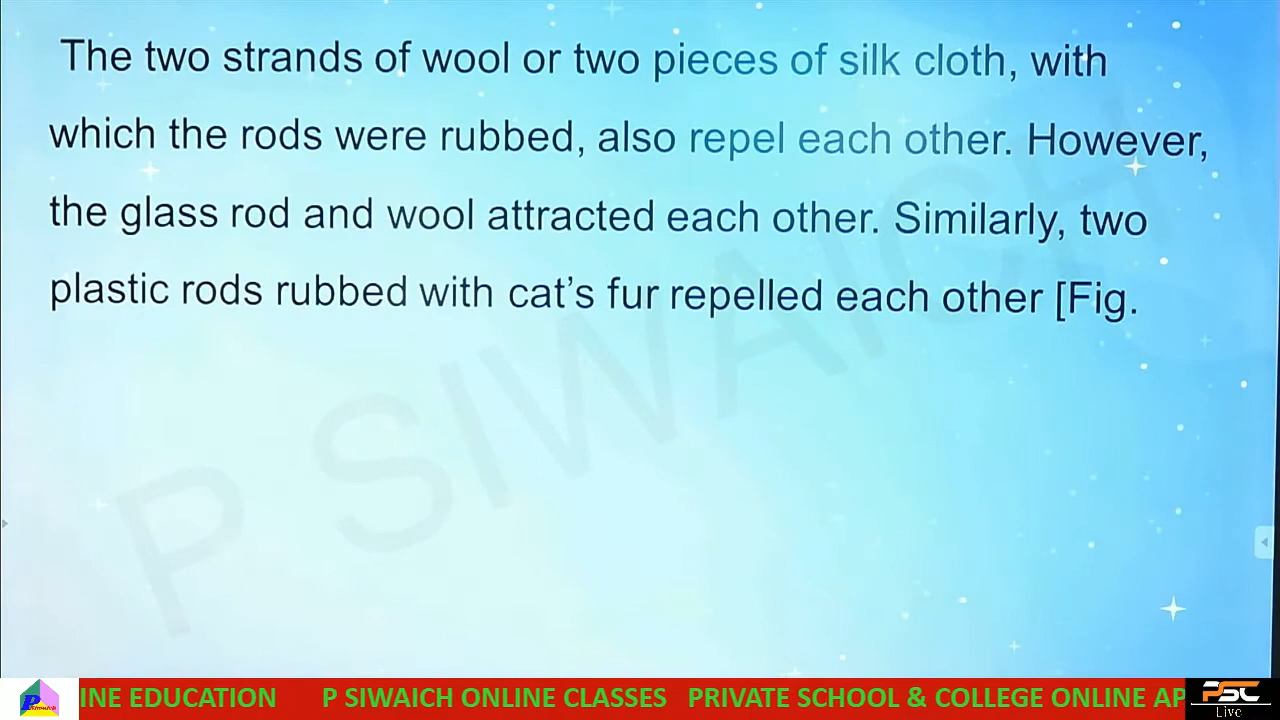 The two strands of wool or two pieces of silk cloth, with
which the rods were rubbed, also repel each other. However,
the glass rod and wool attracted each other. Similarly, two
plastic rods rubbed with cat’s fur repelled each other [Fig.
P SIWAICH
INE EDUCATION P SIWAICH ONLINE CLASSES PRIVATE SCHOOL & COLLEGE ONLINE AP
PSC
Live